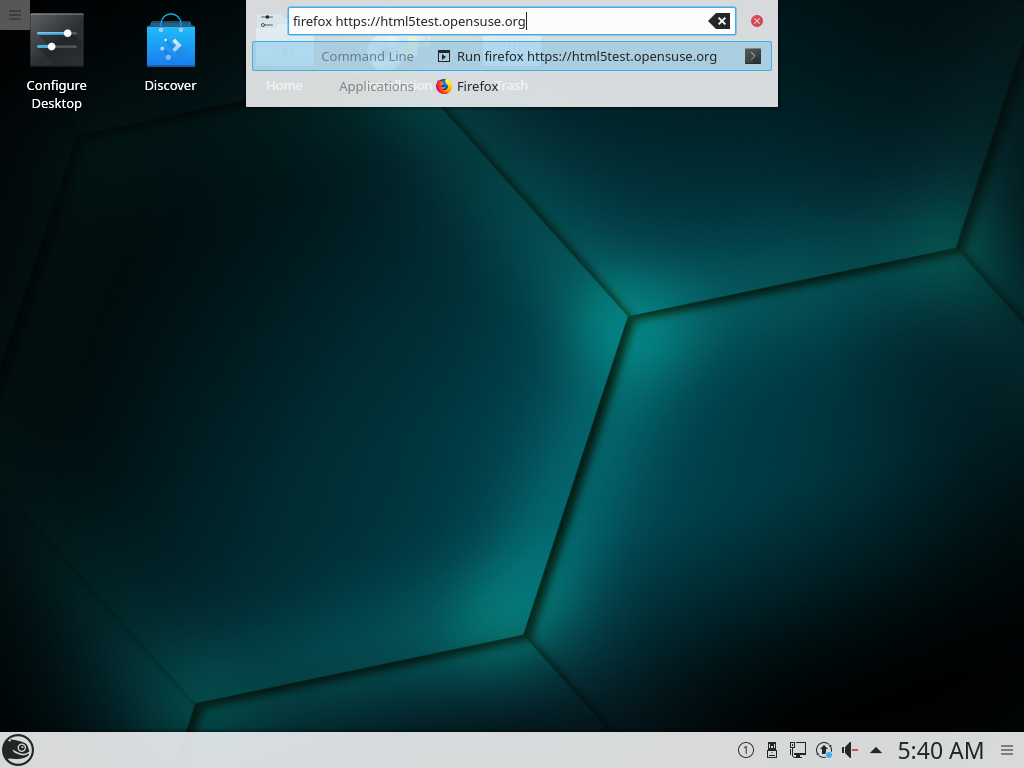 firefox https://html5test.opensuse.org
Command Line Run firefox https://html5test.opensuse.org
Applications Firefox
Configure
Desktop
Discover
Home
Installation
Trash
1
5:40 AM